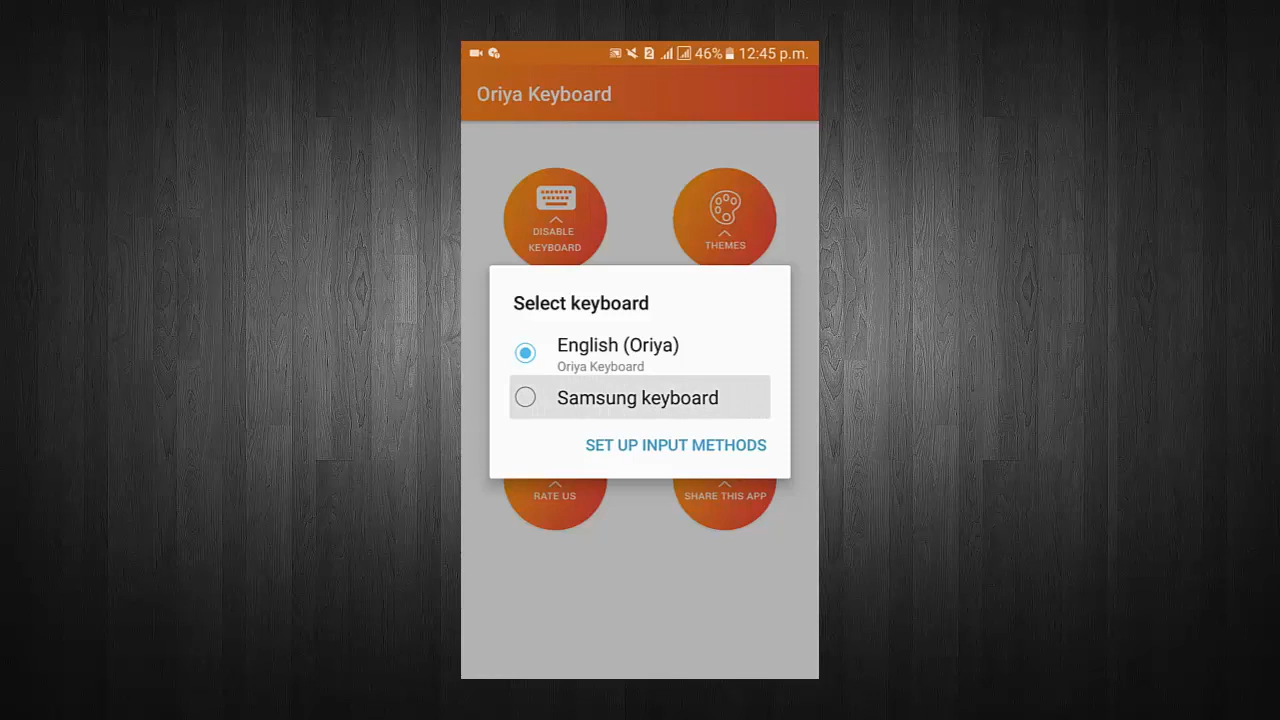 46% 12:45 p.m.
Oriya Keyboard
DISABLE
KEYBOARD
THEMES
Select keyboard
English (Oriya)
Oriya Keyboard
Samsung keyboard
SET UP INPUT METHODS
RATE US
SHARE THIS APP